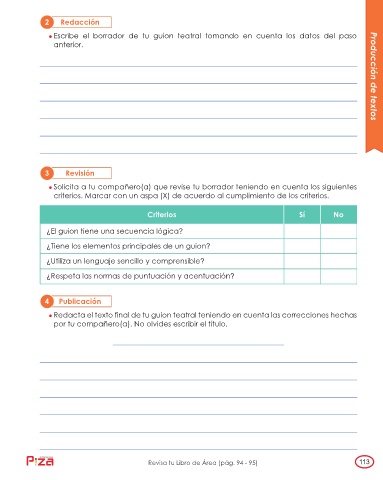 2 Redacción
Escribe el borrador de tu guion teatral tomando en cuenta los datos del paso
anterior.
Producción de textos
3 Revisión
Solicita a tu compañero(a) que revise tu borrador teniendo en cuenta los siguientes
criterios. Marcar con un aspa (X) de acuerdo al cumplimiento de los criterios.
Criterios Sí No
¿El guion tiene una secuencia lógica?
¿Tiene los elementos principales de un guion?
¿Utiliza un lenguaje sencillo y comprensible?
¿Respeta las normas de puntuación y acentuación?
4 Publicación
Redacta el texto final de tu guion teatral teniendo en cuenta las correcciones hechas
por tu compañero(a). No olvides escribir el título.
Piza
Revisa tu Libro de Área (pág. 94 - 95)
113